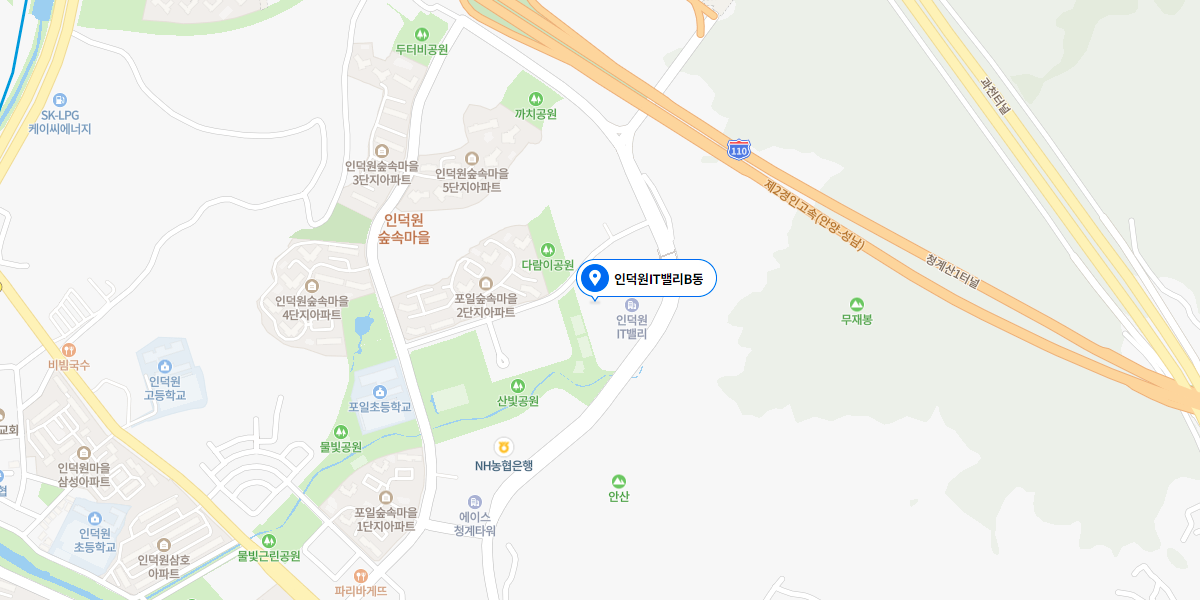 두터비공원
과천터널
SK-LPG
케이씨에너지
까치공원
110
인덕원숲속마을
3단지아파트
인덕원숲속마을
5단지아파트
제2경인고속(안양-성남)
인덕원
숲속마을
다람이공원
청계산1터널
인덕원IT밸리B동
인덕원숲속마을
4단지아파트
포일숲속마을
2단지아파트
인덕원
IT밸리
무재봉
비빔국수
인덕원
고등학교
포일초등학교
산빛공원
교회
물빛공원
NH농협은행
인덕원마을
삼성아파트
협
안산
포일숲속마을
1단지아파트
에이스
청계타워
인덕원
초등학교
물빛근린공원
인덕원삼호
아파트
파리바게뜨